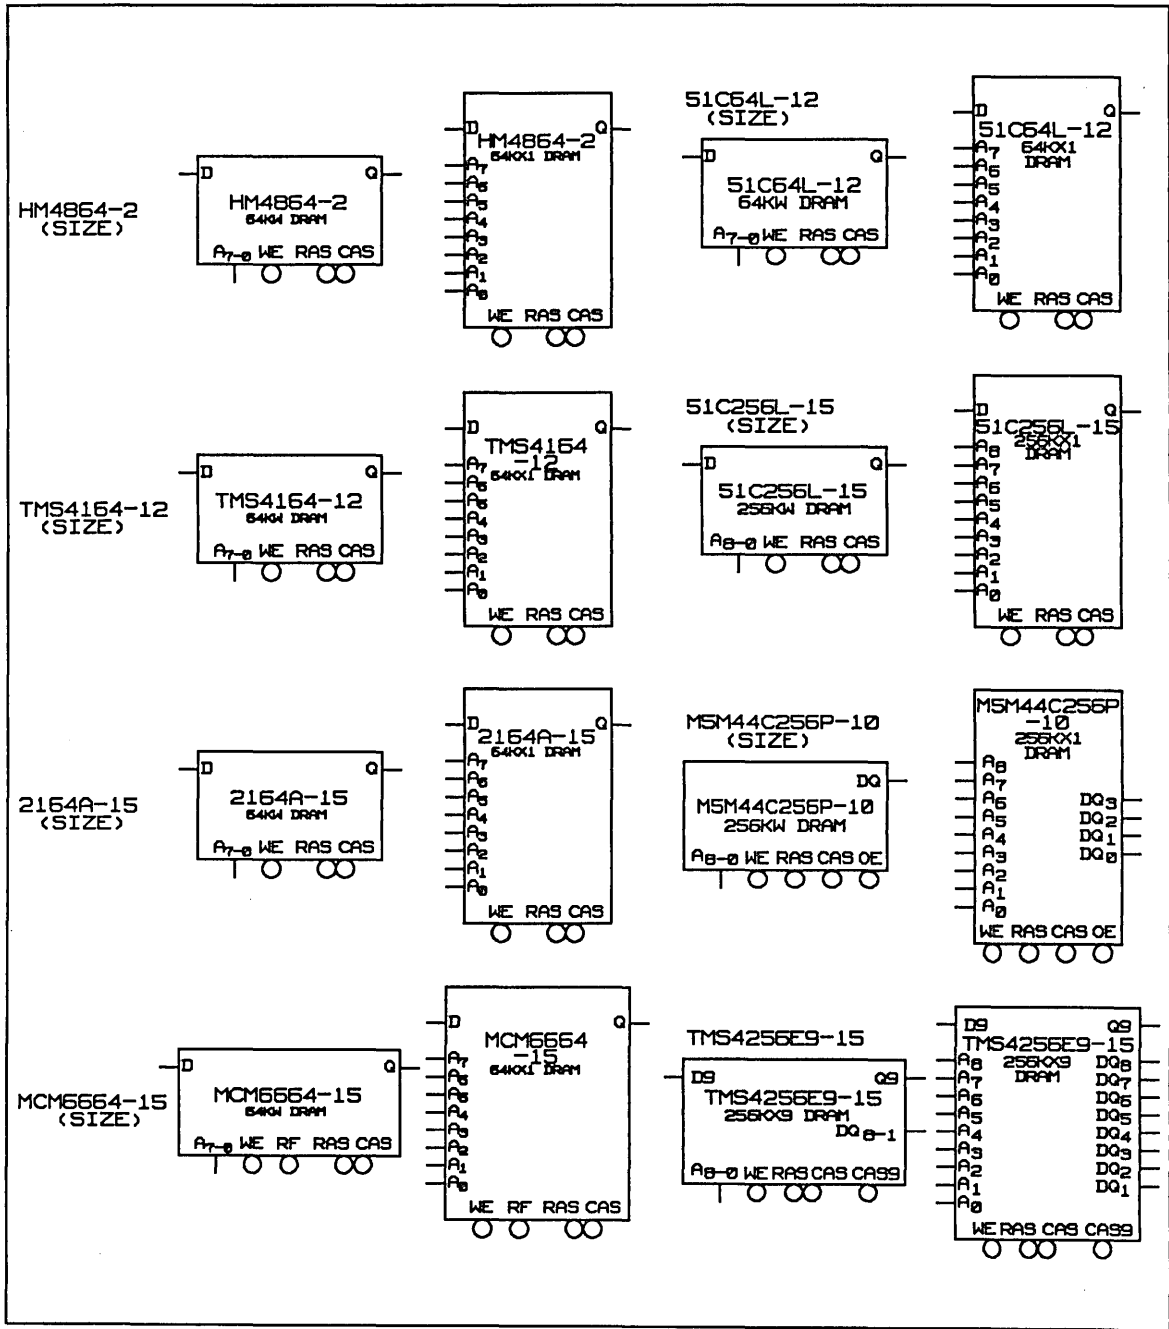 HM4864-2
(SIZE)
D Q
HM4864-2
64KW DRAM
A7-0 WE RAS CAS
D Q
HM4864-2
64KX1 DRAM
A7
A6
A5
A4
A3
A2
A1
A0
WE RAS CAS
51C64L-12
(SIZE)
D Q
51C64L-12
64KW DRAM
A7-0 WE RAS CAS
D Q
51C64L-12
64KX1
DRAM
A7
A6
A5
A4
A3
A2
A1
A0
WE RAS CAS
TMS4164-12
(SIZE)
D Q
TMS4164-12
64KW DRAM
A7-0 WE RAS CAS
D Q
TMS4164
-12
64KX1 DRAM
A7
A6
A5
A4
A3
A2
A1
A0
WE RAS CAS
51C256L-15
(SIZE)
D Q
51C256L-15
256KW DRAM
A8-0 WE RAS CAS
D Q
51C256L-15
256KX1
DRAM
A8
A7
A6
A5
A4
A3
A2
A1
A0
WE RAS CAS
2164A-15
(SIZE)
D Q
2164A-15
64KW DRAM
A7-0 WE RAS CAS
D Q
2164A-15
64KX1 DRAM
A7
A6
A5
A4
A3
A2
A1
A0
WE RAS CAS
M5M44C256P-10
(SIZE)
DQ
M5M44C256P-10
256KW DRAM
A8-0 WE RAS CAS OE
M5M44C256P
-10
256KX1
DRAM
A8
A7
A6 DQ3
A5 DQ2
A4 DQ1
A3 DQ0
A2
A1
A0
WE RAS CAS OE
MCM6664-15
(SIZE)
D Q
MCM6664-15
64KW DRAM
A7-0 WE RF RAS CAS
D Q
MCM6664
-15
64KX1 DRAM
A7
A6
A5
A4
A3
A2
A1
A0
WE RF RAS CAS
TMS4256E9-15
D9 Q9
TMS4256E9-15
256KX9 DRAM
DQ8-1
A8-0 WE RAS CAS CAS9
D9 Q9
TMS4256E9-15
256KX9
DRAM
A8 DQ8
A7 DQ7
A6 DQ6
A5 DQ5
A4 DQ4
A3 DQ3
A2 DQ2
A1 DQ1
A0
WE RAS CAS CAS9